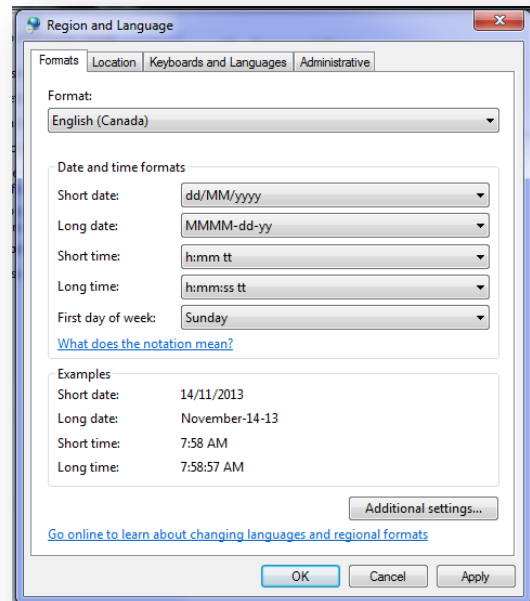 Region and Language
Formats Location Keyboards and Languages Administrative
Format:
English (Canada)
Date and time formats
Short date: dd/MM/yyyy
Long date: MMMM-dd-yy
Short time: h:mm tt
Long time: h:mm:ss tt
First day of week: Sunday
What does the notation mean?
Examples
Short date: 14/11/2013
Long date: November-14-13
Short time: 7:58 AM
Long time: 7:58:57 AM
Additional settings...
Go online to learn about changing languages and regional formats
OK Cancel Apply